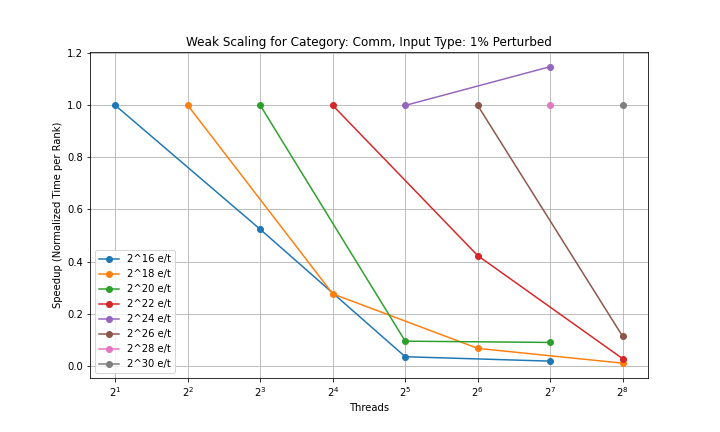 Weak Scaling for Category: Comm, Input Type: 1% Perturbed
Speedup (Normalized Time per Rank)
1.2
1.0
0.8
0.6
0.4
0.2
0.0
2^16 e/t
2^18 e/t
2^20 e/t
2^22 e/t
2^24 e/t
2^26 e/t
2^28 e/t
2^30 e/t
2¹ 2² 2³ 2⁴ 2⁵ 2⁶ 2⁷ 2⁸
Threads